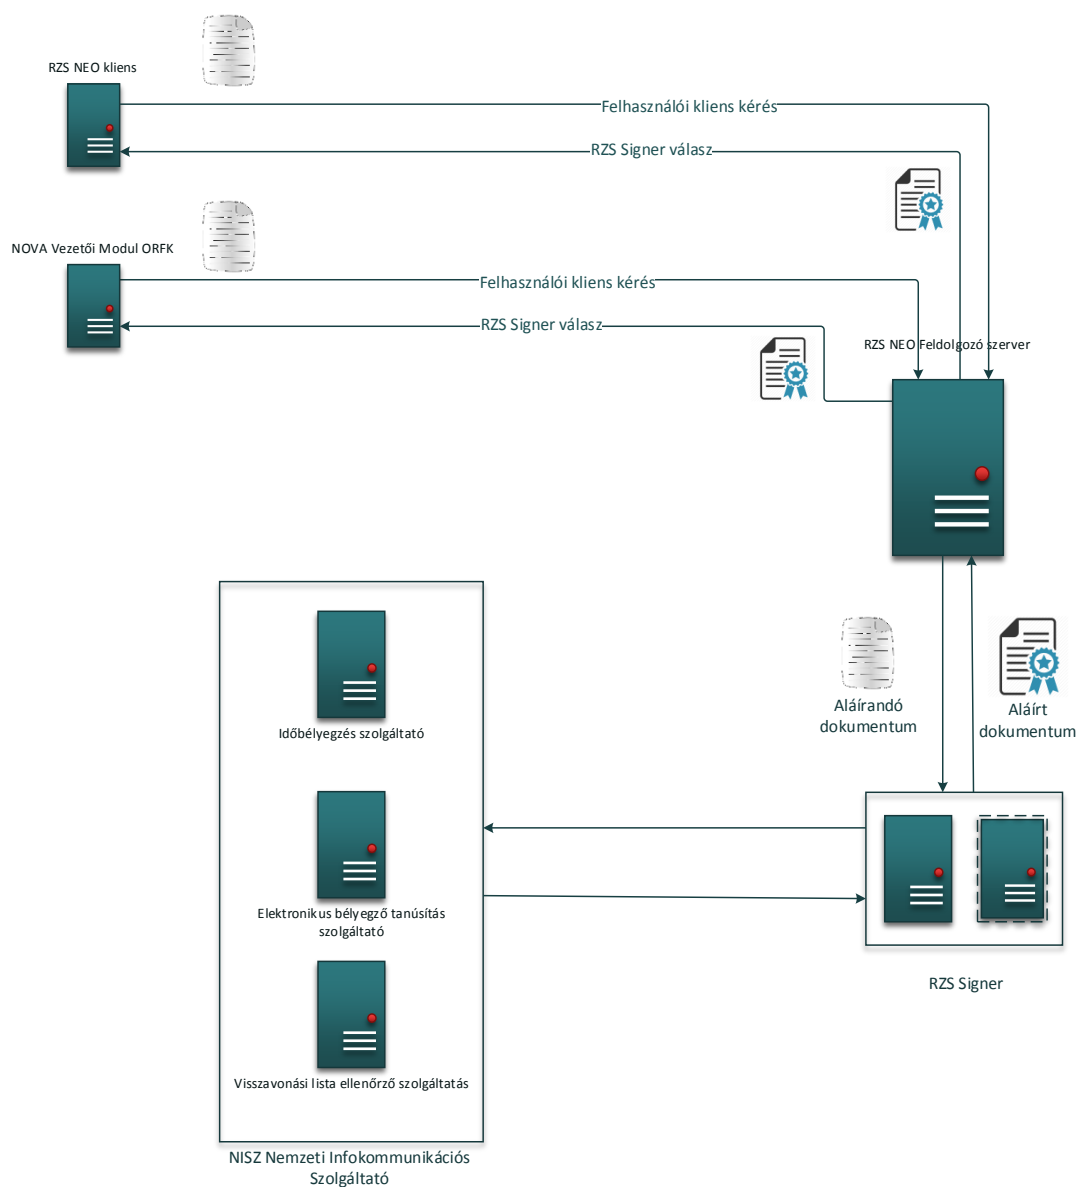 RZS NEO kliens
Felhasználói kliens kérés
RZS Signer válasz
NOVA Vezetői Modul ORFK
Felhasználói kliens kérés
RZS Signer válasz
RZS NEO Feldolgozó szerver
Aláírandó
dokumentum
Aláírt
dokumentum
Időbélyegzés szolgáltató
Elektronikus bélyegző tanúsítás
szolgáltató
RZS Signer
Visszavonási lista ellenőrző szolgáltatás
NISZ Nemzeti Infokommunikációs
Szolgáltató